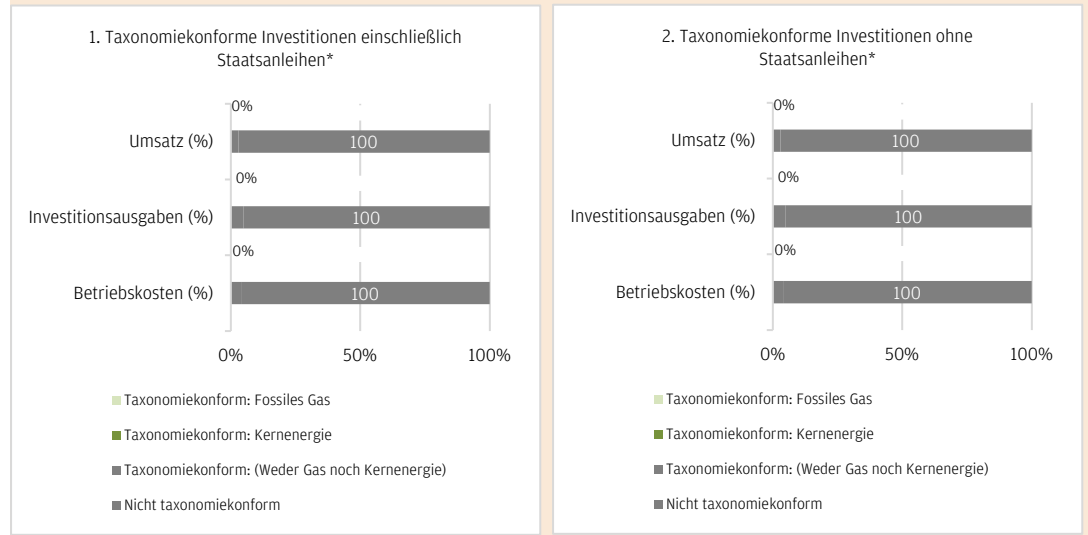 1. Taxonomiekonforme Investitionen einschließlich
Staatsanleihen*
0%
Umsatz (%)
100
0%
Investitionsausgaben (%)
100
0%
Betriebskosten (%)
100
0%
50%
100%
Taxonomiekonform: Fossiles Gas
Taxonomiekonform: Kernenergie
Taxonomiekonform: (Weder Gas noch Kernenergie)
Nicht taxonomiekonform
2. Taxonomiekonforme Investitionen ohne
Staatsanleihen*
0%
Umsatz (%)
100
0%
Investitionsausgaben (%)
100
0%
Betriebskosten (%)
100
0%
50%
100%
Taxonomiekonform: Fossiles Gas
Taxonomiekonform: Kernenergie
Taxonomiekonform: (Weder Gas noch Kernenergie)
Nicht taxonomiekonform